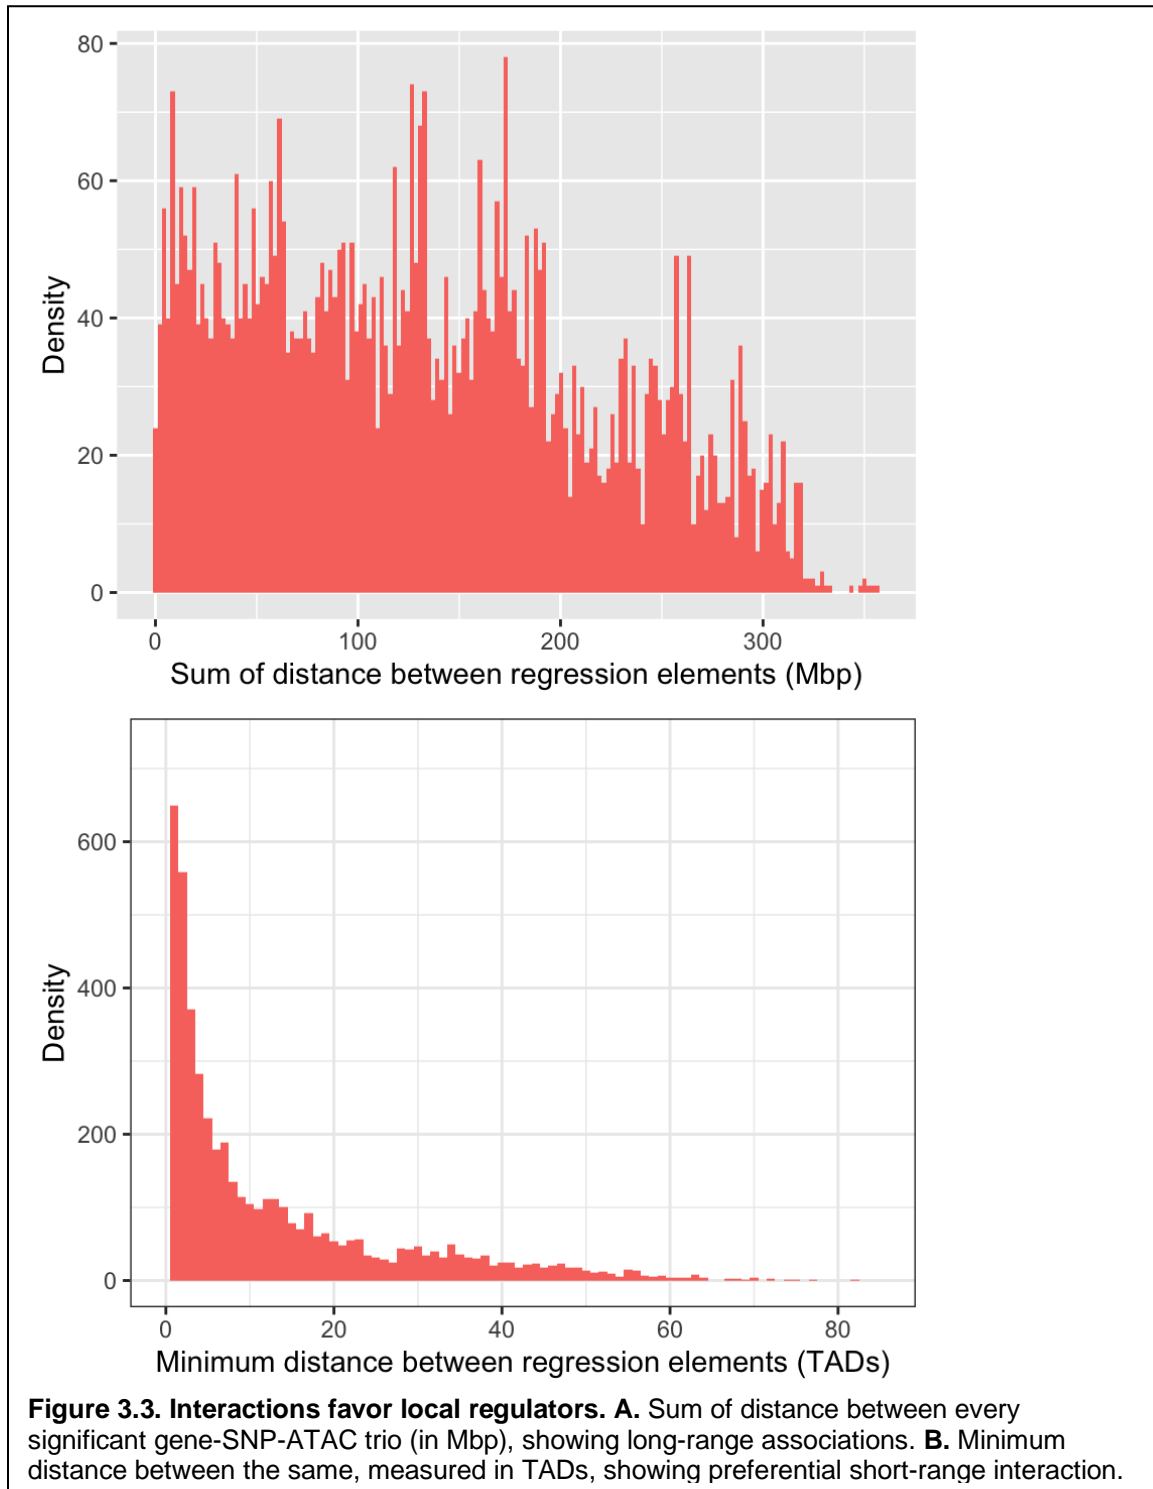 80
60
40
20
0
Density
0 100 200 300
Sum of distance between regression elements (Mbp)
600
400
200
0
Density
0 20 40 60 80
Minimum distance between regression elements (TADs)
Figure 3.3. Interactions favor local regulators. A. Sum of distance between every
significant gene-SNP-ATAC trio (in Mbp), showing long-range associations. B. Minimum
distance between the same, measured in TADs, showing preferential short-range interaction.